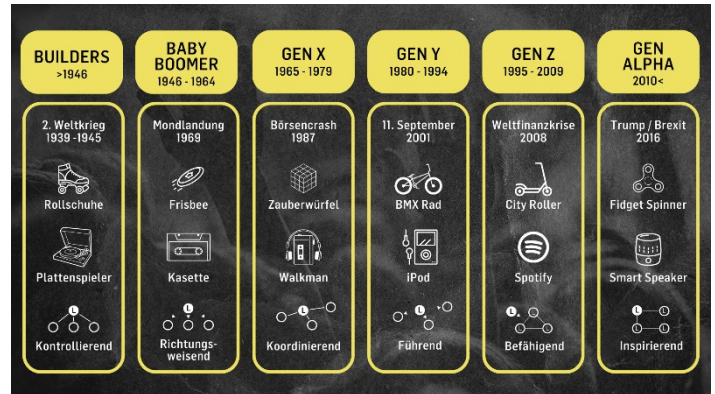 BUILDERS
>1946
2. Weltkrieg
1939 -1945
Rollschuhe
Plattenspieler
L
Kontrollierend
BABY
BOOMER
1946 - 1964
Mondlandung
1969
Frisbee
Kasette
L
Richtungs-
weisend
GEN X
1965 - 1979
Börsencrash
1987
Zauberwürfel
Walkman
L
Koordinierend
GEN Y
1980 - 1994
11. September
2001
BMX Rad
iPod
L
Führend
GEN Z
1995 - 2009
Weltfinanzkrise
2008
City Roller
Spotify
L
Befähigend
GEN
ALPHA
2010<
Trump / Brexit
2016
Fidget Spinner
Smart Speaker
L
L
Inspirierend